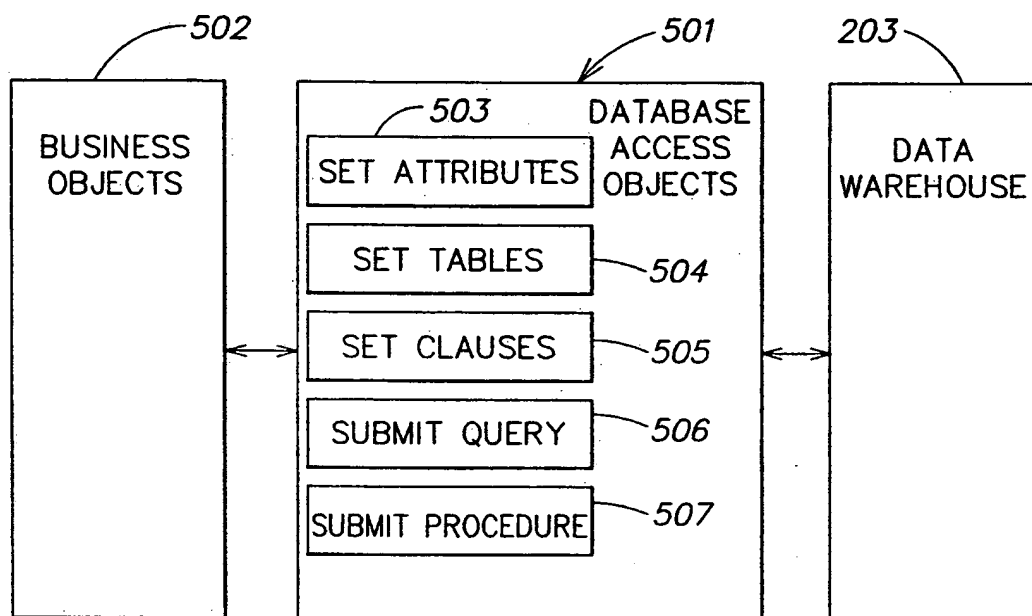 502
501
203
BUSINESS
OBJECTS
503
DATABASE
ACCESS
OBJECTS
SET ATTRIBUTES
SET TABLES
504
SET CLAUSES
505
SUBMIT QUERY
506
SUBMIT PROCEDURE
507
DATA
WAREHOUSE